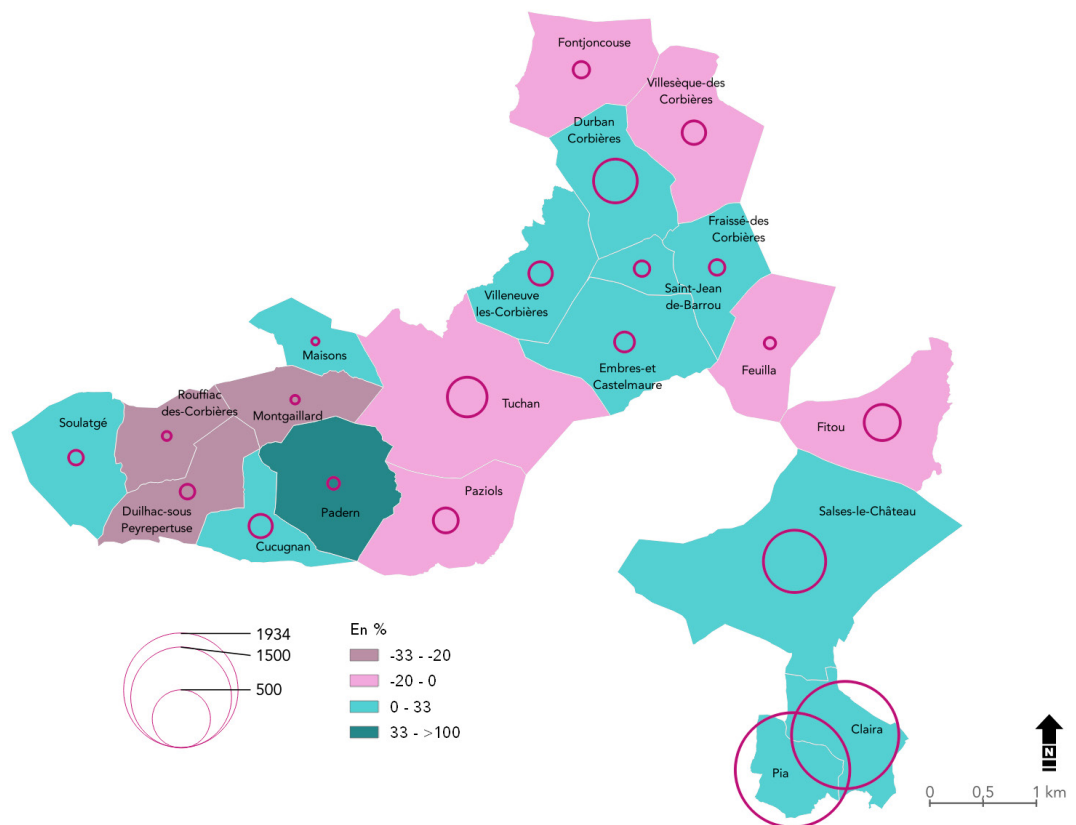 Fontjoncouse
Villesèque-des
Corbières
Durban
Corbières
Fraissé-des
Corbières
Villeneuve
les-Corbières
Saint-Jean
de-Barrou
Maisons
Embres-et
Castelmaure
Feuilla
Rouffiac
des-Corbières
Montgaillard
Tuchan
Soulatgé
Fitou
Paziols
Duilhac-sous
Peyrepertuse
Padern
Cucugnan
Salses-le-Château
1934
1500
500
En %
-33 - -20
-20 - 0
0 - 33
33 - >100
Claira
Pia
N
0 0,5 1 km